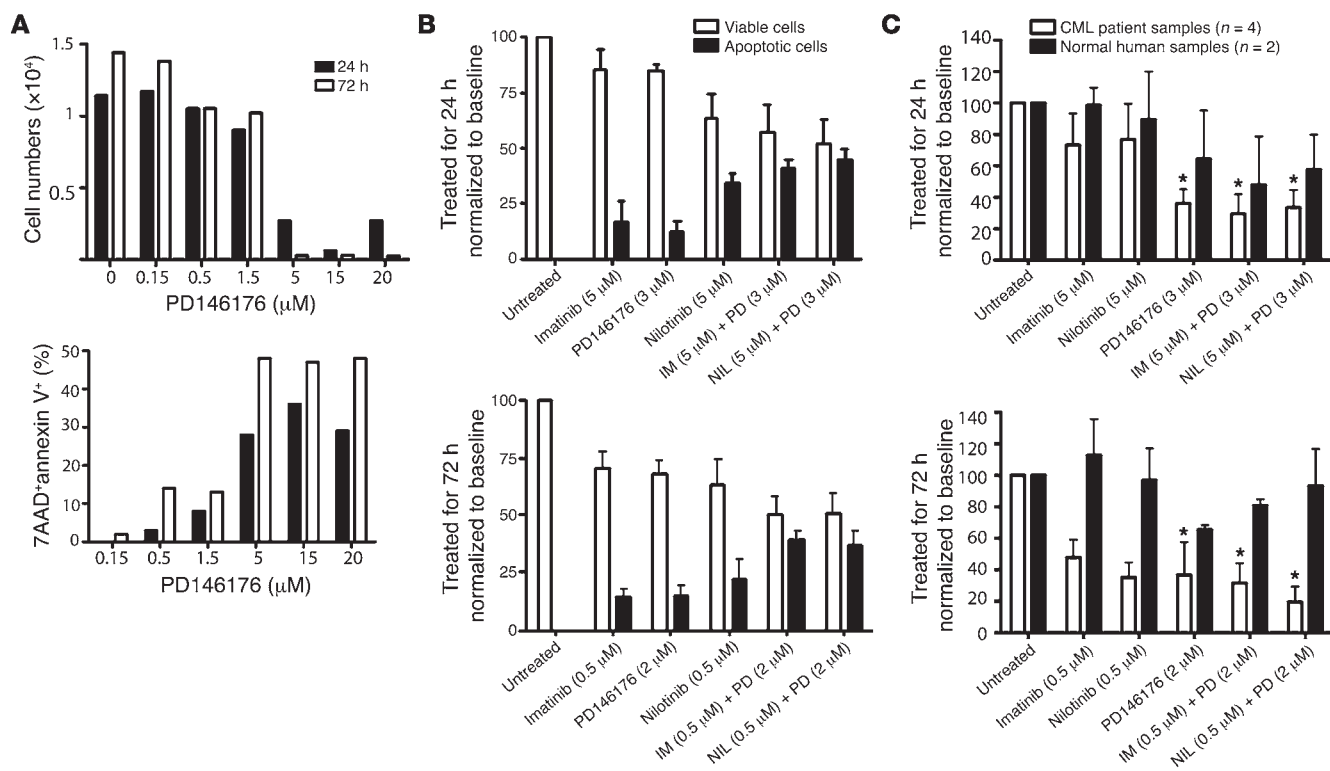 A
Cell numbers (×10⁴)
1.5
1
0.5
24 h
72 h
0 0.15 0.5 1.5 5 15 20
PD146176 (μM)
7AAD⁺annexin V⁺ (%)
50
40
30
20
10
0
0.15 0.5 1.5 5 15 20
PD146176 (μM)
B
Viable cells
Apoptotic cells
Treated for 24 h
normalized to baseline
100
75
50
25
0
Untreated
Imatinib (5 μM)
PD146176 (3 μM)
Nilotinib (5 μM)
IM (5 μM) + PD (3 μM)
NIL (5 μM) + PD (3 μM)
Treated for 72 h
normalized to baseline
100
75
50
25
0
Untreated
Imatinib (0.5 μM)
PD146176 (2 μM)
Nilotinib (0.5 μM)
IM (0.5 μM) + PD (2 μM)
NIL (0.5 μM) + PD (2 μM)
C
CML patient samples (n = 4)
Normal human samples (n = 2)
Treated for 24 h
normalized to baseline
140
120
100
80
60
40
20
0
* * *
Untreated
Imatinib (5 μM)
Nilotinib (5 μM)
PD146176 (3 μM)
IM (5 μM) + PD (3 μM)
NIL (5 μM) + PD (3 μM)
Treated for 72 h
normalized to baseline
140
120
100
80
60
40
20
0
* * *
Untreated
Imatinib (0.5 μM)
Nilotinib (0.5 μM)
PD146176 (2 μM)
IM (0.5 μM) + PD (2 μM)
NIL (0.5 μM) + PD (2 μM)